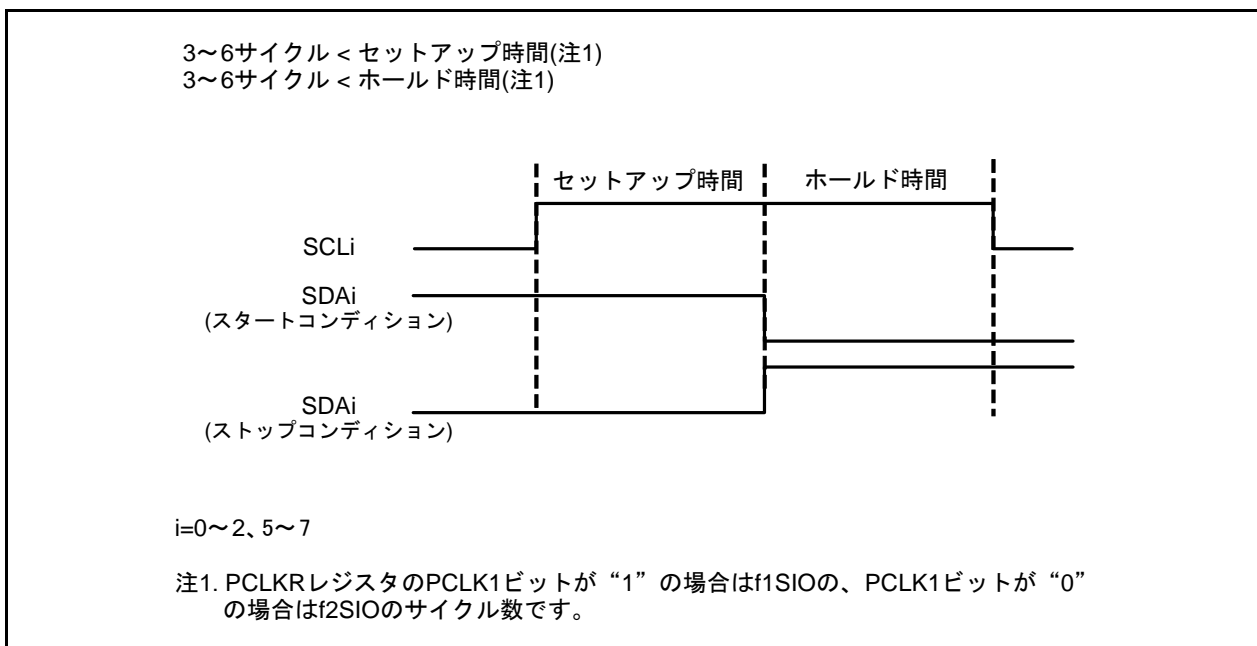 3～6サイクル < セットアップ時間(注1)
3～6サイクル < ホールド時間(注1)
セットアップ時間 ホールド時間
SCLi
SDAi
(スタートコンディション)
SDAi
(ストップコンディション)
i=0～2、5～7
注1. PCLKRレジスタのPCLK1ビットが“1”の場合はf1SIOの、PCLK1ビットが“0”
の場合はf2SIOのサイクル数です。